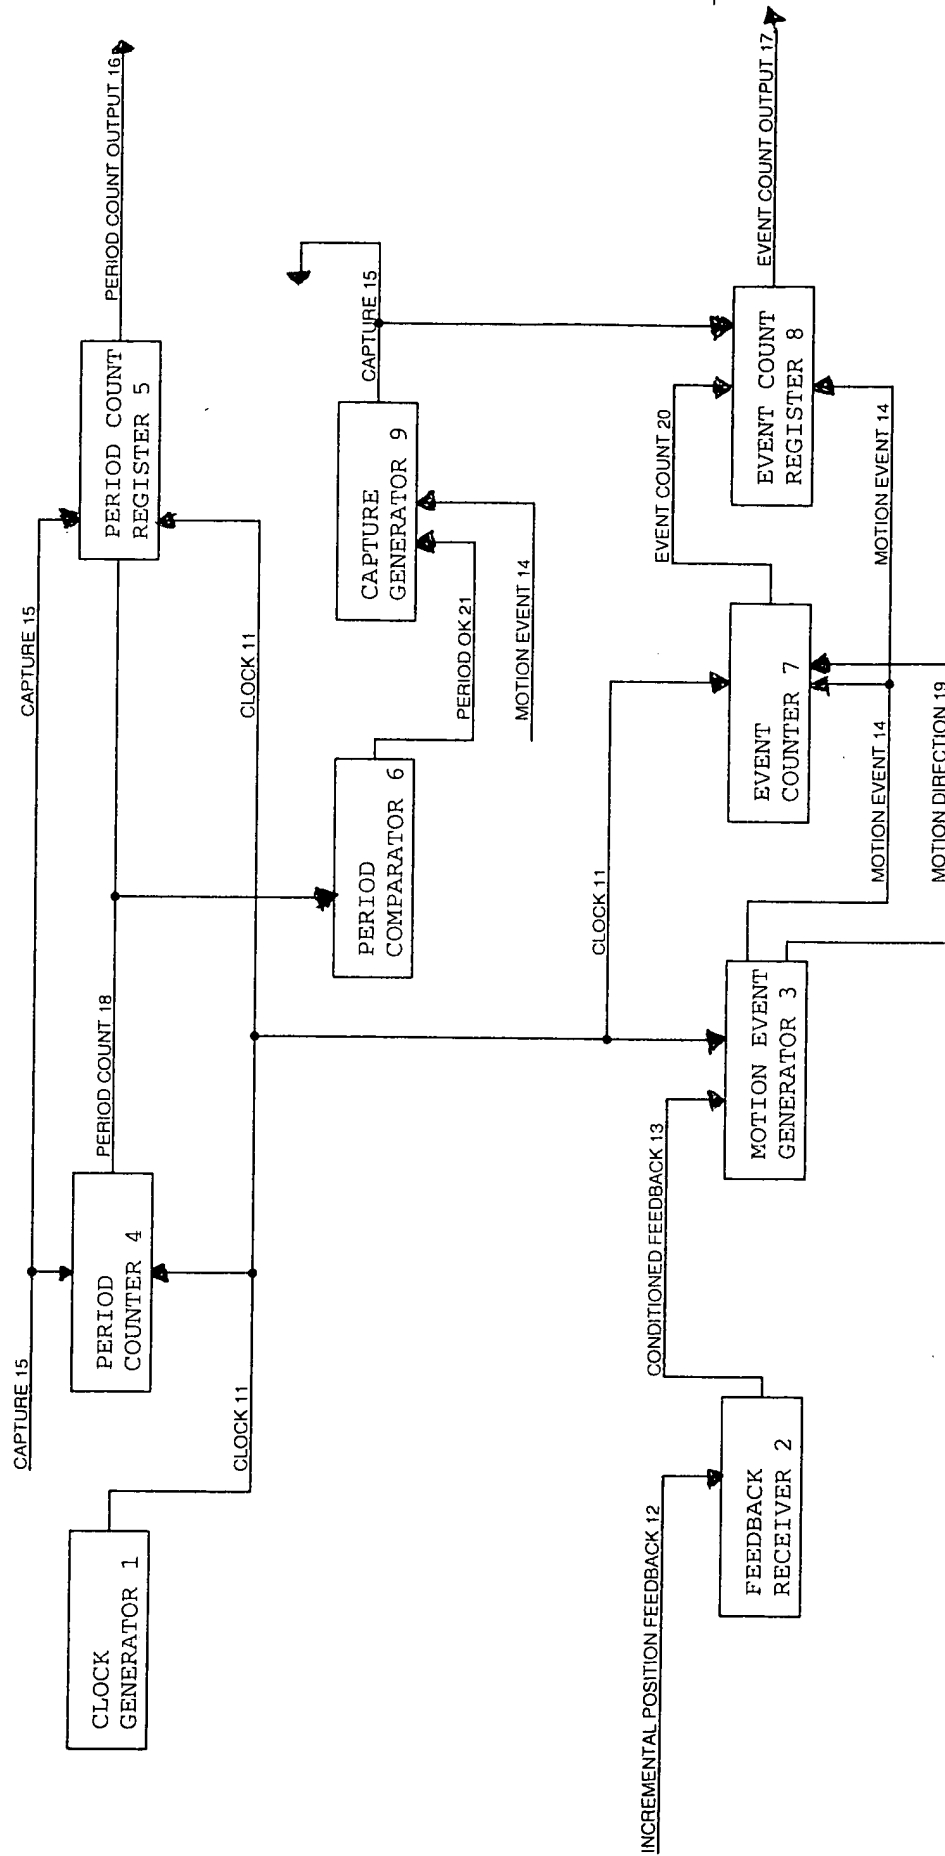 CAPTURE 15
CAPTURE 15
CLOCK
GENERATOR 1
PERIOD
COUNTER 4
PERIOD COUNT 18
PERIOD COUNT
REGISTER 5
PERIOD COUNT OUTPUT 16
CLOCK 11
CLOCK 11
PERIOD
COMPARATOR 6
PERIOD OK 21
MOTION EVENT 14
CAPTURE
GENERATOR 9
CAPTURE 15
CLOCK 11
INCREMENTAL POSITION FEEDBACK 12
FEEDBACK
RECEIVER 2
CONDITIONED FEEDBACK 13
MOTION EVENT
GENERATOR 3
EVENT
COUNTER 7
EVENT COUNT 20
EVENT COUNT
REGISTER 8
EVENT COUNT OUTPUT 17
MOTION EVENT 14
MOTION EVENT 14
MOTION DIRECTION 19